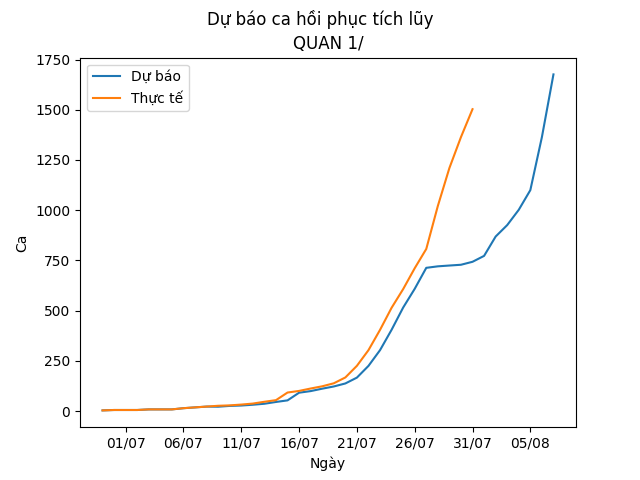 Dự báo ca hồi phục tích lũy
QUAN 1/
Dự báo
Thực tế
1750
1500
1250
1000
750
500
250
0
Ca
01/07 06/07 11/07 16/07 21/07 26/07 31/07 05/08
Ngày